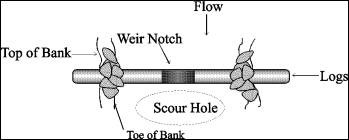 Flow
Weir Notch
Top of Bank
Logs
Scour Hole
Toe of Bank